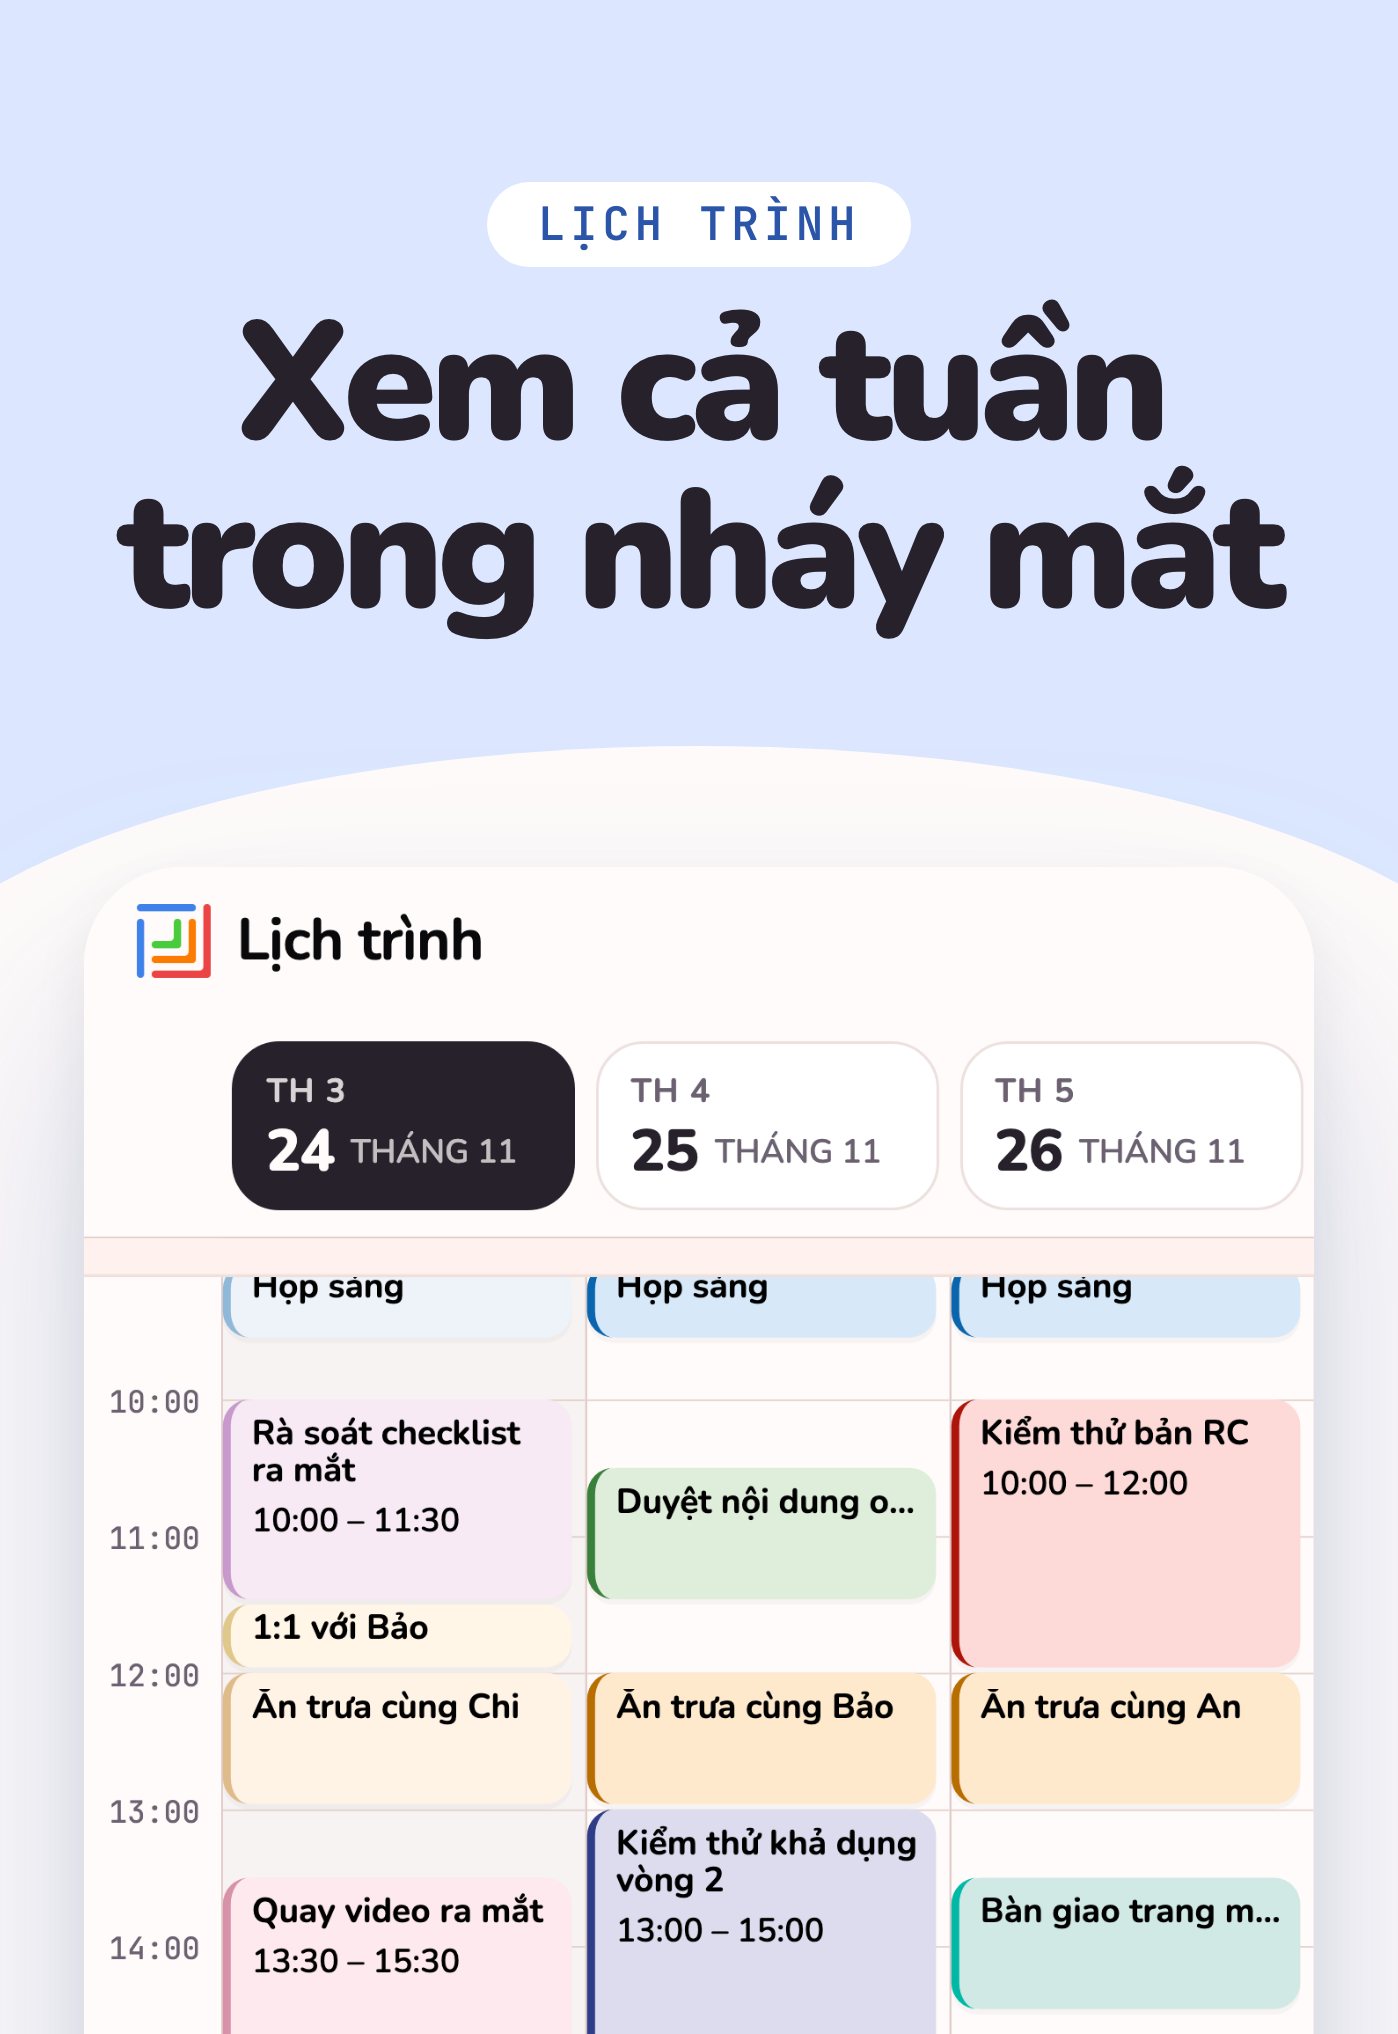 LỊCH TRÌNH
Xem cả tuần
trong nháy mắt
Lịch trình
TH 3
24 THÁNG 11
TH 4
25 THÁNG 11
TH 5
26 THÁNG 11
Họp sáng
Họp sáng
Họp sáng
10:00
Rà soát checklist
ra mắt
10:00 – 11:30
Kiểm thử bản RC
10:00 – 12:00
Duyệt nội dung o...
11:00
1:1 với Bảo
12:00
Ăn trưa cùng Chi
Ăn trưa cùng Bảo
Ăn trưa cùng An
13:00
Kiểm thử khả dụng
vòng 2
13:00 – 15:00
Quay video ra mắt
13:30 – 15:30
Bàn giao trang m...
14:00